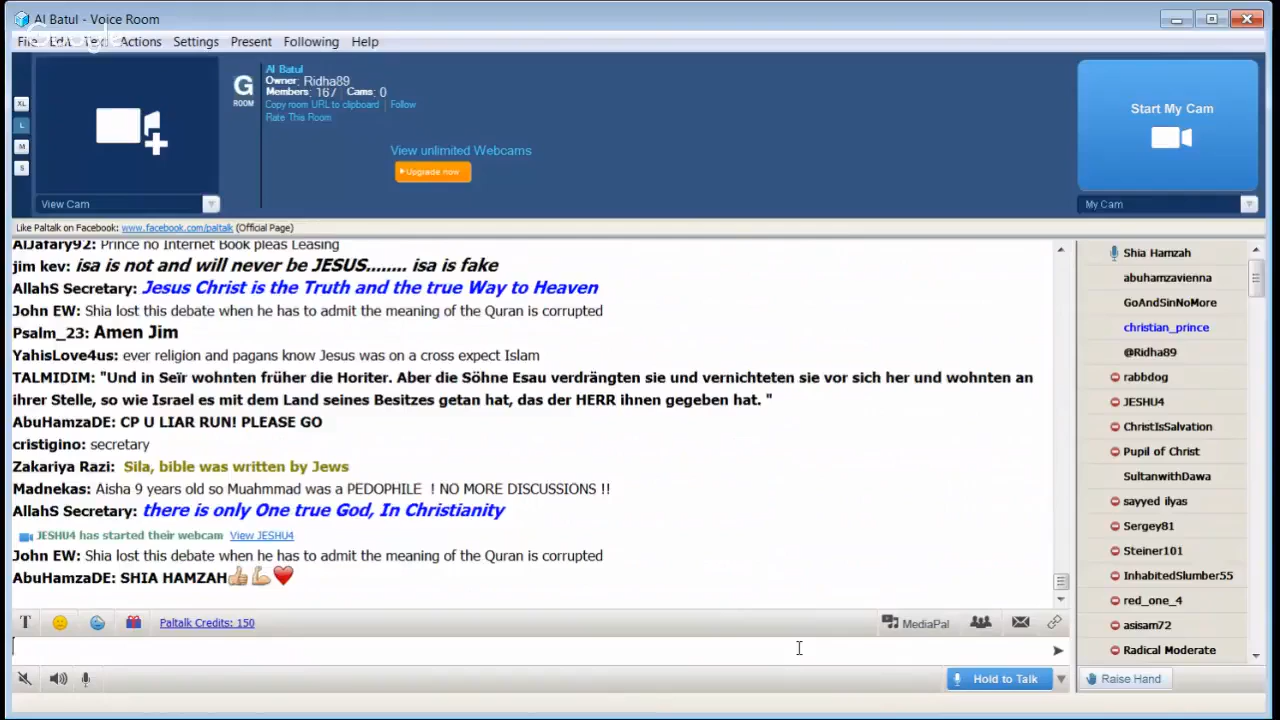 Al Batul - Voice Room
File Edit Text Actions Settings Present Following Help
Google
XL
L
M
S
View Cam
G
ROOM
Al Batul
Owner: Ridha89
Members: 167 Cams: 0
Copy room URL to clipboard | Follow
Rate This Room
View unlimited Webcams
Upgrade now
Start My Cam
My Cam
Like Paltalk on Facebook: www.facebook.com/paltalk (Official Page)
AlJafary92: Prince no Internet Book pleas Leasing
jim kev: isa is not and will never be JESUS........ isa is fake
AllahS Secretary: Jesus Christ is the Truth and the true Way to Heaven
John EW: Shia lost this debate when he has to admit the meaning of the Quran is corrupted
Psalm_23: Amen Jim
YahisLove4us: ever religion and pagans know Jesus was on a cross expect Islam
TALMIDIM: "Und in Seïr wohnten früher die Horiter. Aber die Söhne Esau verdrängten sie und vernichteten sie vor sich her und wohnten an
ihrer Stelle, so wie Israel es mit dem Land seines Besitzes getan hat, das der HERR ihnen gegeben hat. "
AbuHamzaDE: CP U LIAR RUN! PLEASE GO
cristigino: secretary
Zakariya Razi: Sila, bible was written by Jews
Madnekas: Aisha 9 years old so Muahmmad was a PEDOPHILE ! NO MORE DISCUSSIONS !!
AllahS Secretary: there is only One true God, In Christianity
JESHU4 has started their webcam View JESHU4
John EW: Shia lost this debate when he has to admit the meaning of the Quran is corrupted
AbuHamzaDE: SHIA HAMZAH👍💪❤️
T Paltalk Credits: 150 MediaPal
Hold to Talk
Shia Hamzah
abuhamzavienna
GoAndSinNoMore
christian_prince
@Ridha89
rabbdog
JESHU4
ChristIsSalvation
Pupil of Christ
SultanwithDawa
sayyed ilyas
Sergey81
Steiner101
InhabitedSlumber55
red_one_4
asisam72
Radical Moderate
Raise Hand